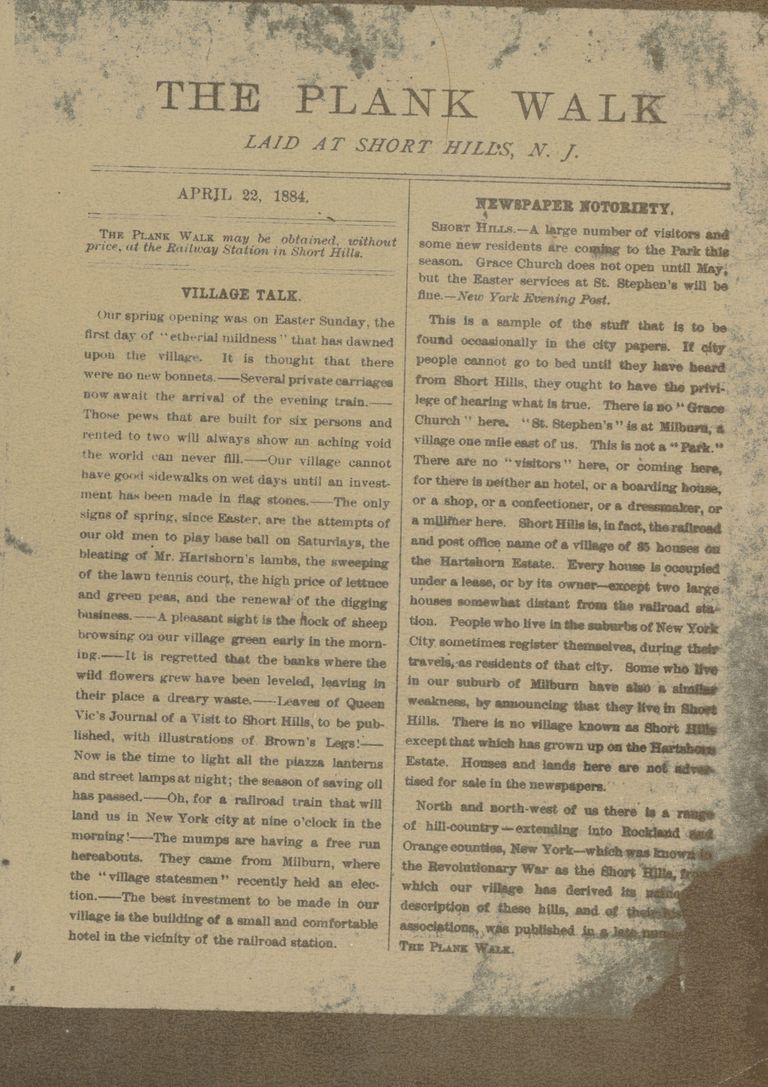 THE PLANK WALK
LAID AT SHORT HILLS, N. J.
APRIL 22, 1884.
THE PLANK WALK may be obtained, without
price, at the Railway Station in Short Hills.
VILLAGE TALK.
Our spring opening was on Easter Sunday, the
first day of "etherial mildness" that has dawned
upon the village. It is thought that there
were no new bonnets.——Several private carriages
now await the arrival of the evening train.——
Those pews that are built for six persons and
rented to two will always show an aching void
the world can never fill.——Our village cannot
have good sidewalks on wet days until an invest-
ment has been made in flag stones.——The only
signs of spring, since Easter, are the attempts of
our old men to play base ball on Saturdays, the
bleating of Mr. Hartshorn's lambs, the sweeping
of the lawn tennis court, the high price of lettuce
and green peas, and the renewal of the digging
business.——A pleasant sight is the flock of sheep
browsing on our village green early in the morn-
ing.——It is regretted that the banks where the
wild flowers grew have been leveled, leaving in
their place a dreary waste.——Leaves of Queen
Vic's Journal of a Visit to Short Hills, to be pub-
lished, with illustrations of Brown's Legs!——
Now is the time to light all the piazza lanterns
and street lamps at night; the season of saving oil
has passed.——Oh, for a railroad train that will
land us in New York city at nine o'clock in the
morning!——The mumps are having a free run
hereabouts. They came from Milburn, where
the "village statesmen" recently held an elec-
tion.——The best investment to be made in our
village is the building of a small and comfortable
hotel in the vicinity of the railroad station.
NEWSPAPER NOTORIETY.
SHORT HILLS.—A large number of visitors and
some new residents are coming to the Park this
season. Grace Church does not open until May,
but the Easter services at St. Stephen's will be
fine.—New York Evening Post.
This is a sample of the stuff that is to be
found occasionally in the city papers. If city
people cannot go to bed until they have heard
from Short Hills, they ought to have the privi-
lege of hearing what is true. There is no "Grace
Church" here. "St. Stephen's" is at Milburn, a
village one mile east of us. This is not a "Park."
There are no "visitors" here, or coming here,
for there is neither an hotel, or a boarding house,
or a shop, or a confectioner, or a dressmaker, or
a milliner here. Short Hills is, in fact, the railroad
and post office name of a village of 35 houses on
the Hartshorn Estate. Every house is occupied
under a lease, or by its owner—except two large
houses somewhat distant from the railroad sta-
tion. People who live in the suburbs of New York
City sometimes register themselves, during their
travels, as residents of that city. Some who live
in our suburb of Milburn have also a similar
weakness, by announcing that they live in Short
Hills. There is no village known as Short Hills
except that which has grown up on the Hartshorn
Estate. Houses and lands here are not adver-
tised for sale in the newspapers.
North and north-west of us there is a range
of hill-country—extending into Rockland and
Orange counties, New York—which was known in
the Revolutionary War as the Short Hills, from
which our village has derived its name
description of these hills, and of their
associations, was published in a late
THE PLANK WALK.